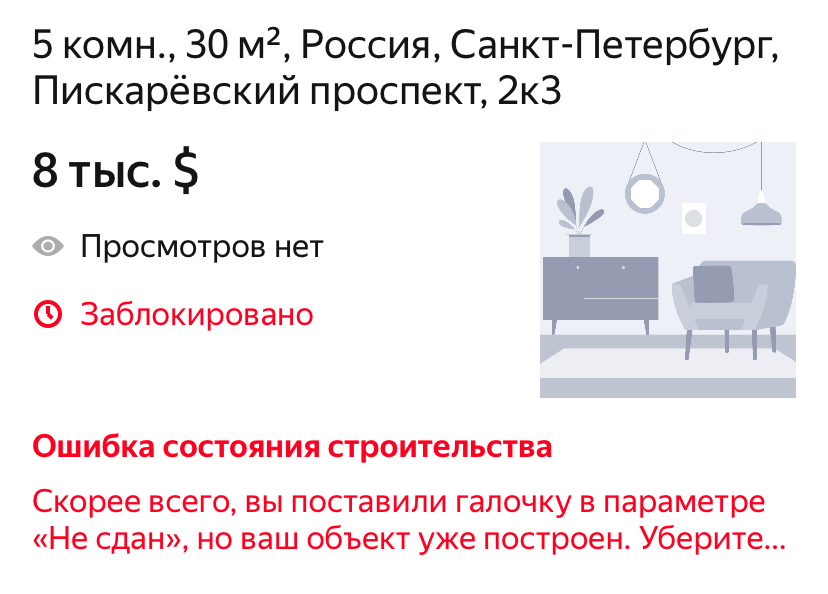 5 комн., 30 м², Россия, Санкт-Петербург,
Пискарёвский проспект, 2к3
8 тыс. $
Просмотров нет
Заблокировано
Ошибка состояния строительства
Скорее всего, вы поставили галочку в параметре
«Не сдан», но ваш объект уже построен. Уберите...